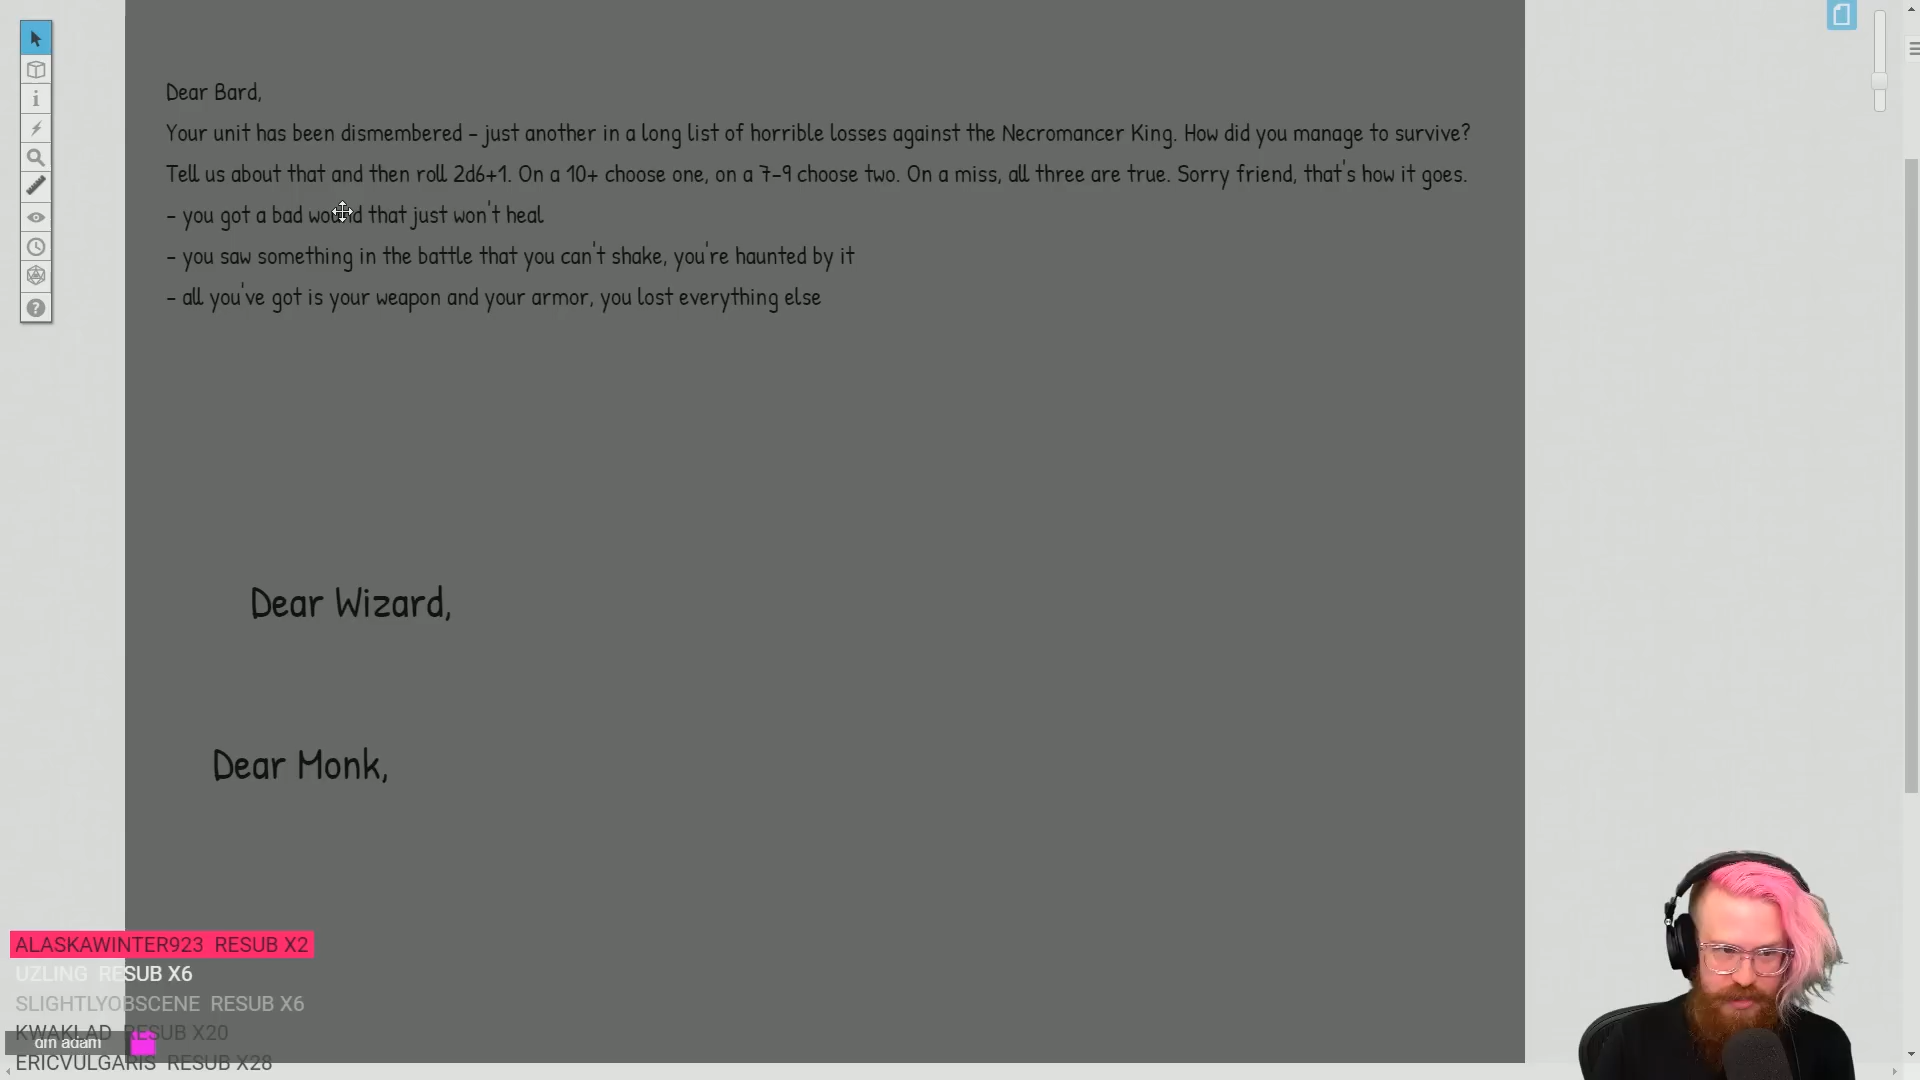 Dear Bard,
Your unit has been dismembered - just another in a long list of horrible losses against the Necromancer King. How did you manage to survive?
Tell us about that and then roll 2d6+1. On a 10+ choose one, on a 7-9 choose two. On a miss, all three are true. Sorry friend, that's how it goes.
- you got a bad wound that just won't heal
- you saw something in the battle that you can't shake, you're haunted by it
- all you've got is your weapon and your armor, you lost everything else
Dear Wizard,
Dear Monk,
ALASKAWINTER923 RESUB X2
UZLING RESUB X6
SLIGHTLYOBSCENE RESUB X6
KWAKLAD RESUB X20
dm adam
ERICVULGARIS RESUB X28